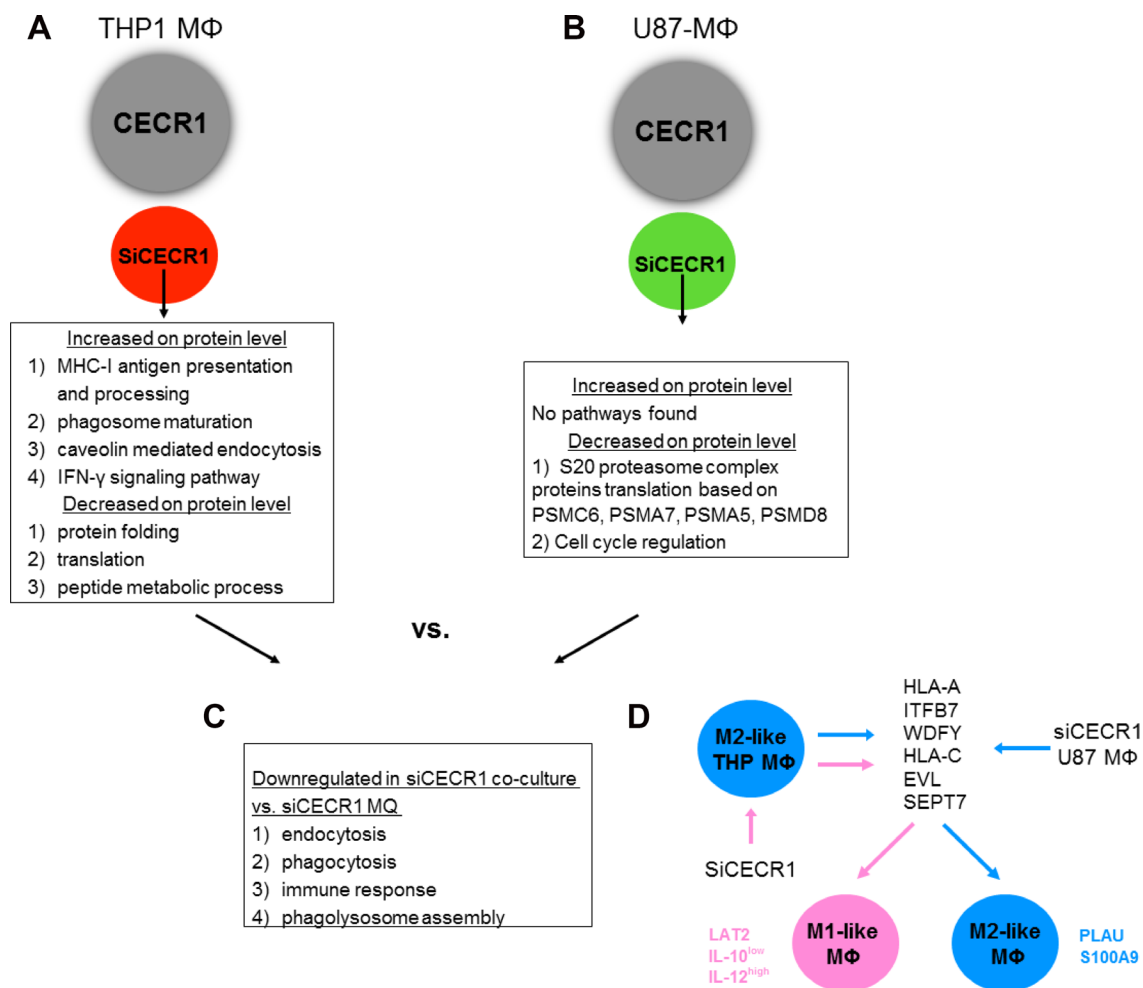 A
THP1 MΦ
CECR1
SiCECR1
Increased on protein level
1) MHC-I antigen presentation
and processing
2) phagosome maturation
3) caveolin mediated endocytosis
4) IFN-γ signaling pathway
Decreased on protein level
1) protein folding
2) translation
3) peptide metabolic process
B
U87-MΦ
CECR1
SiCECR1
Increased on protein level
No pathways found
Decreased on protein level
1) S20 proteasome complex
proteins translation based on
PSMC6, PSMA7, PSMA5, PSMD8
2) Cell cycle regulation
vs.
C
Downregulated in siCECR1 co-culture
vs. siCECR1 MQ
1) endocytosis
2) phagocytosis
3) immune response
4) phagolysosome assembly
D
M2-like
THP MΦ
SiCECR1
HLA-A
ITFB7
WDFY
HLA-C
EVL
SEPT7
siCECR1
U87 MΦ
LAT2
IL-10low
IL-12high
M1-like
MΦ
M2-like
MΦ
PLAU
S100A9